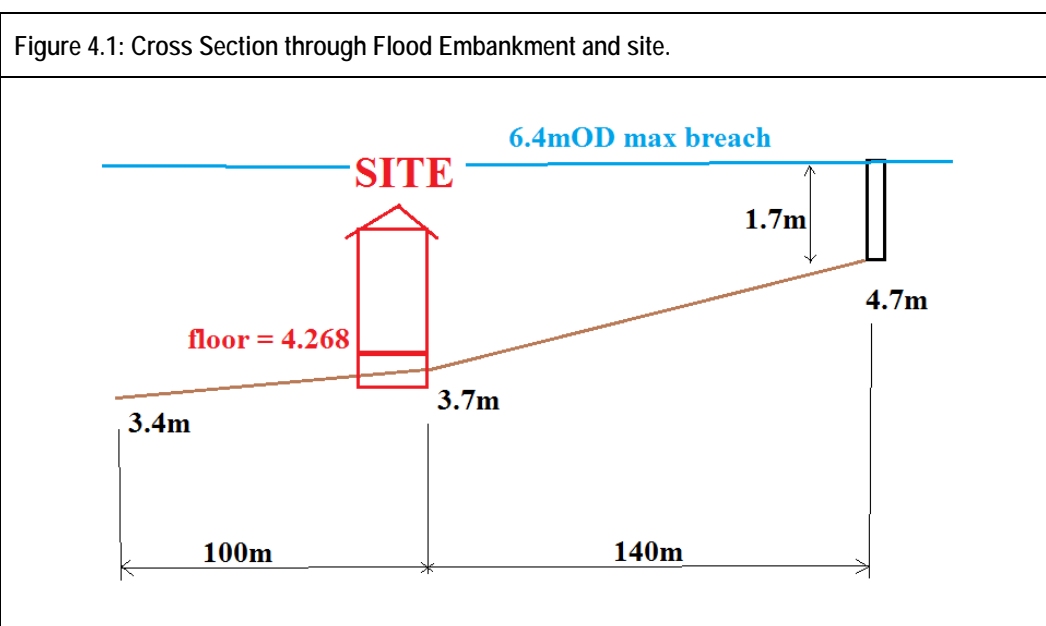 Figure 4.1: Cross Section through Flood Embankment and site.
6.4mOD max breach
SITE
1.7m
4.7m
floor = 4.268
3.7m
3.4m
100m
140m